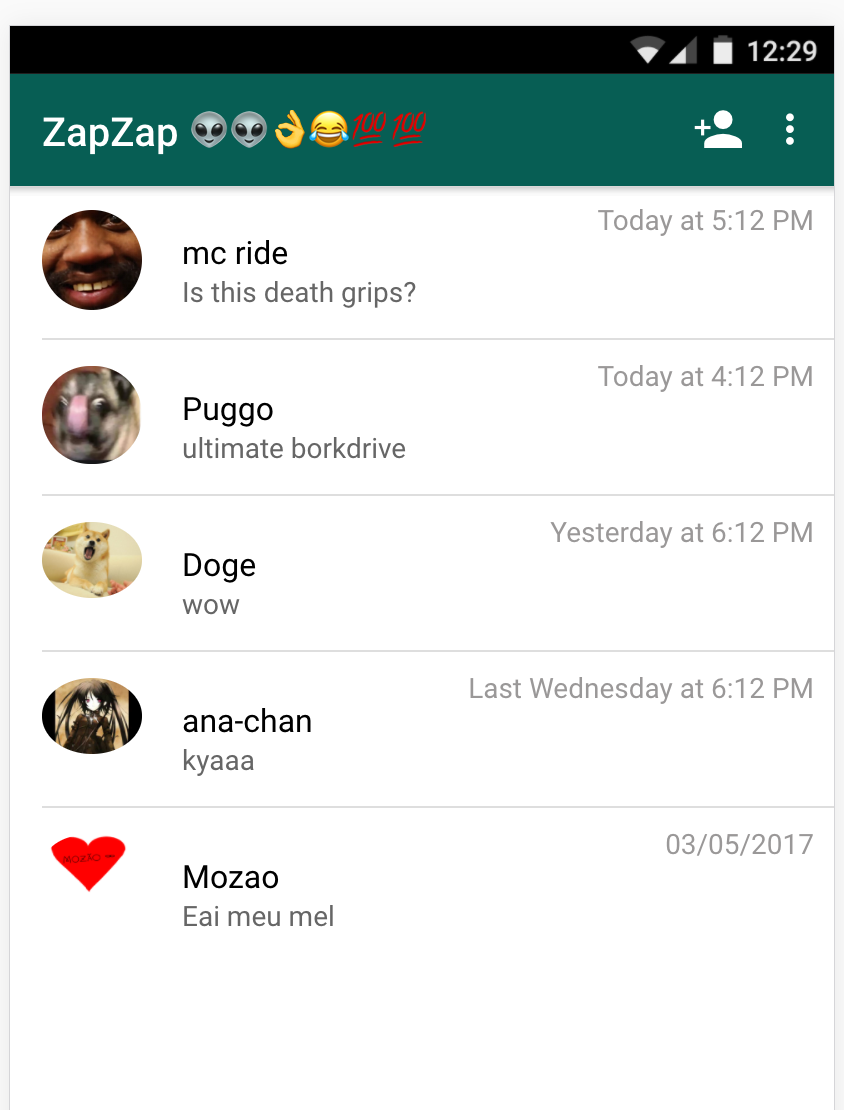 12:29
ZapZap 👽👽👌😂💯💯
Today at 5:12 PM
mc ride
Is this death grips?
Today at 4:12 PM
Puggo
ultimate borkdrive
Yesterday at 6:12 PM
Doge
wow
Last Wednesday at 6:12 PM
ana-chan
kyaaa
03/05/2017
MOZAO
Mozao
Eai meu mel